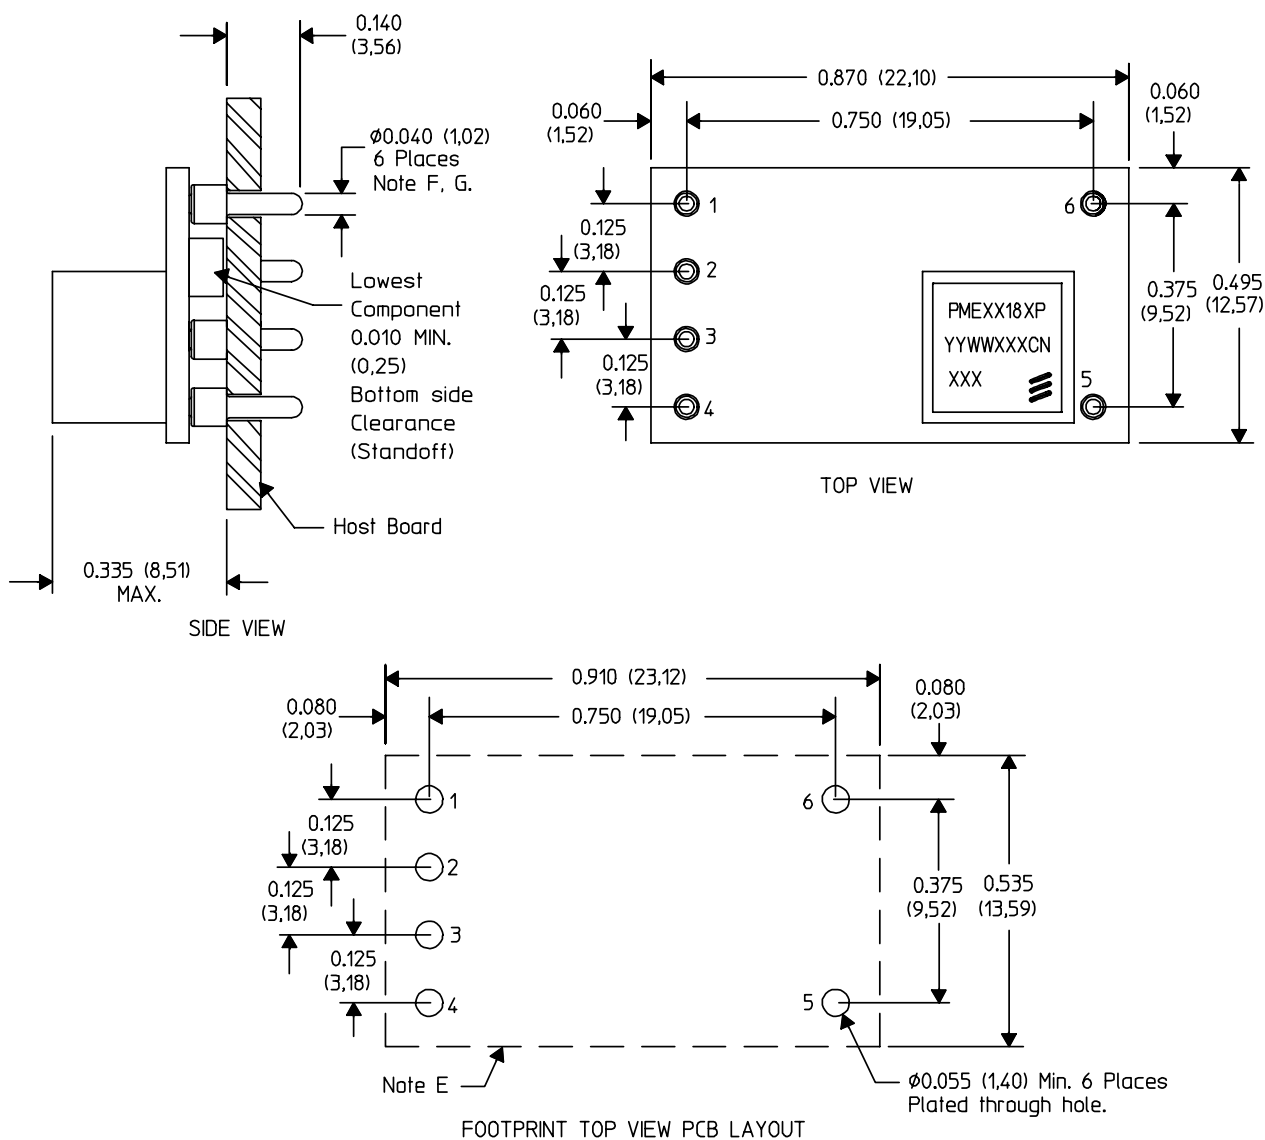 0.140
(3,56)
Ø0.040 (1,02)
6 Places
Note F, G.
Lowest
Component
0.010 MIN.
(0,25)
Bottom side
Clearance
(Standoff)
Host Board
0.335 (8,51)
MAX.
SIDE VIEW
0.870 (22,10)
0.060
(1,52)
0.750 (19,05)
0.060
(1,52)
1
6
0.125
(3,18)
2
0.125
(3,18)
3
0.125
(3,18)
4
5
PMEXX18XP
YYWWXXXCN
XXX
0.375
(9,52)
0.495
(12,57)
TOP VIEW
0.910 (23,12)
0.080
(2,03)
0.750 (19,05)
0.080
(2,03)
1
6
0.125
(3,18)
2
0.125
(3,18)
3
0.125
(3,18)
4
5
0.375
(9,52)
0.535
(13,59)
Note E
Ø0.055 (1,40) Min. 6 Places
Plated through hole.
FOOTPRINT TOP VIEW PCB LAYOUT